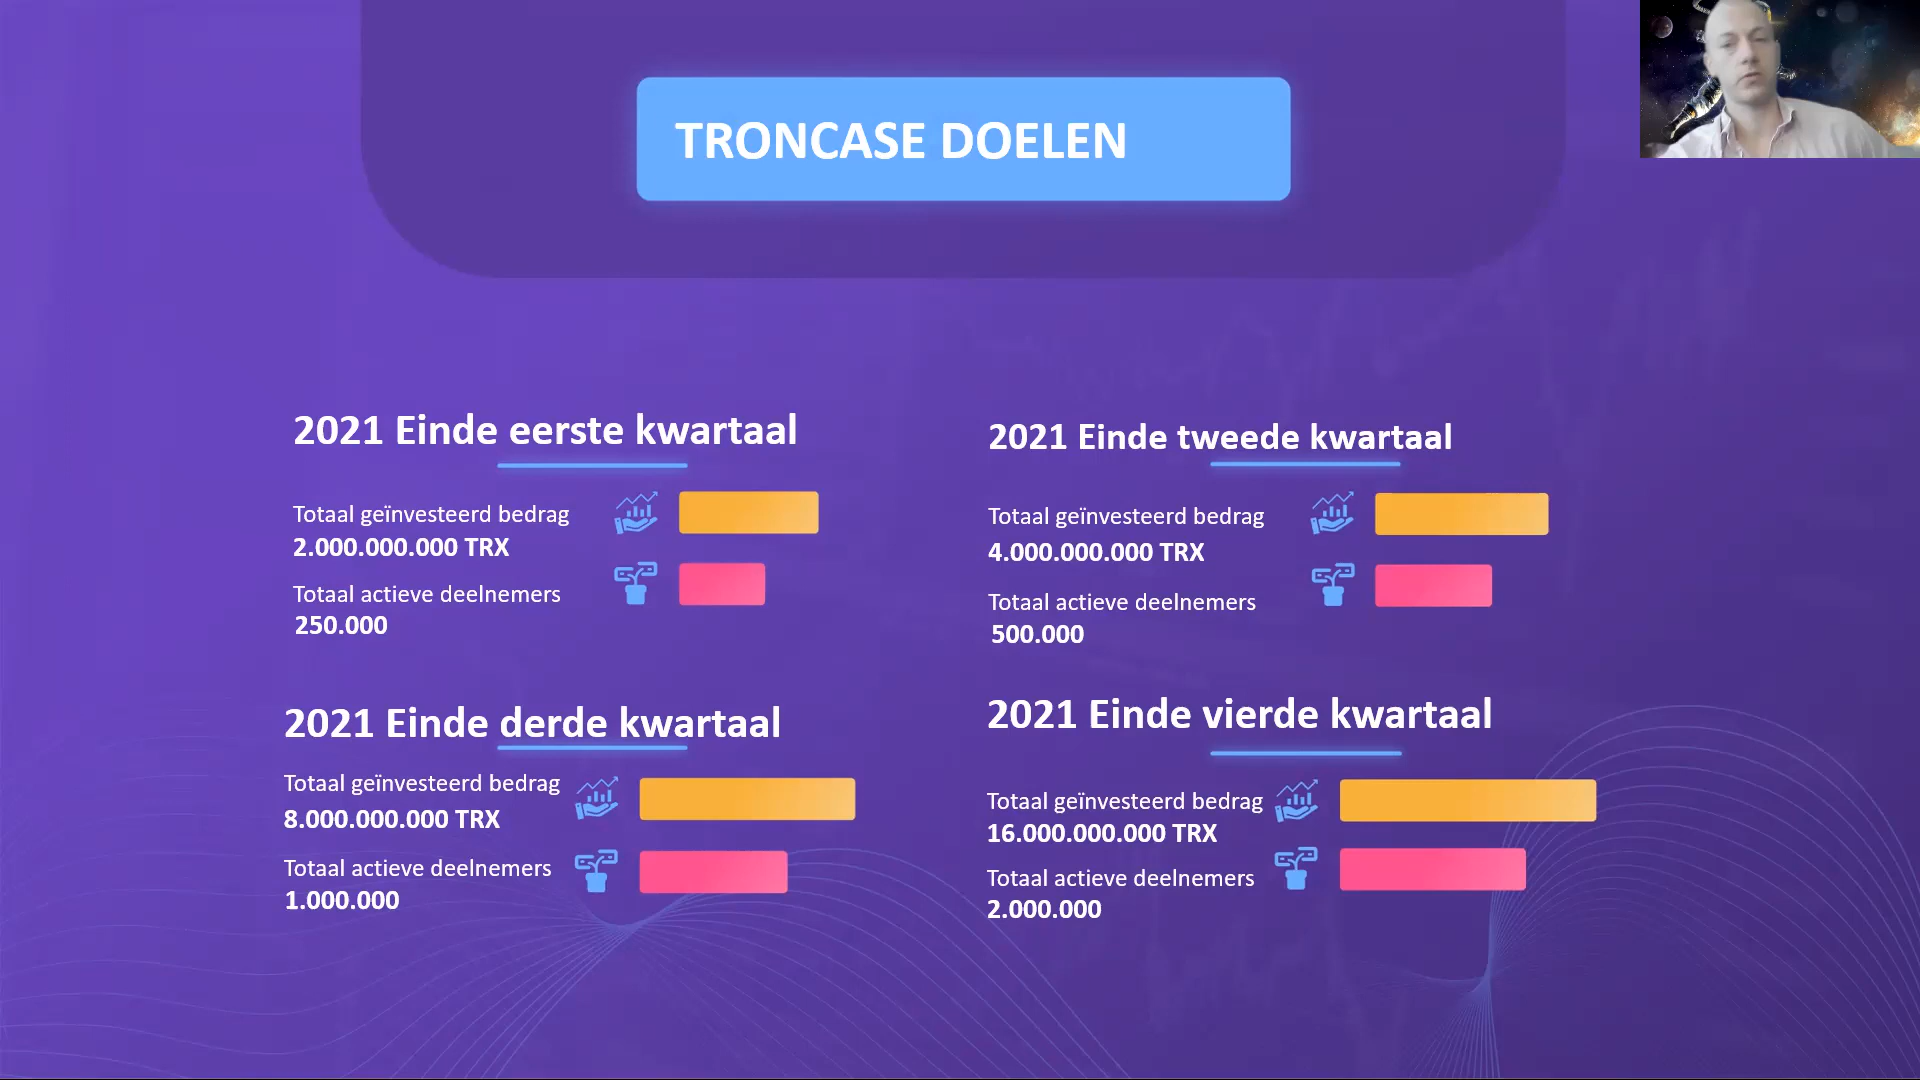 TRONCASE DOELEN
2021 Einde eerste kwartaal
Totaal geïnvesteerd bedrag
2.000.000.000 TRX
Totaal actieve deelnemers
250.000
2021 Einde tweede kwartaal
Totaal geïnvesteerd bedrag
4.000.000.000 TRX
Totaal actieve deelnemers
500.000
2021 Einde derde kwartaal
Totaal geïnvesteerd bedrag
8.000.000.000 TRX
Totaal actieve deelnemers
1.000.000
2021 Einde vierde kwartaal
Totaal geïnvesteerd bedrag
16.000.000.000 TRX
Totaal actieve deelnemers
2.000.000